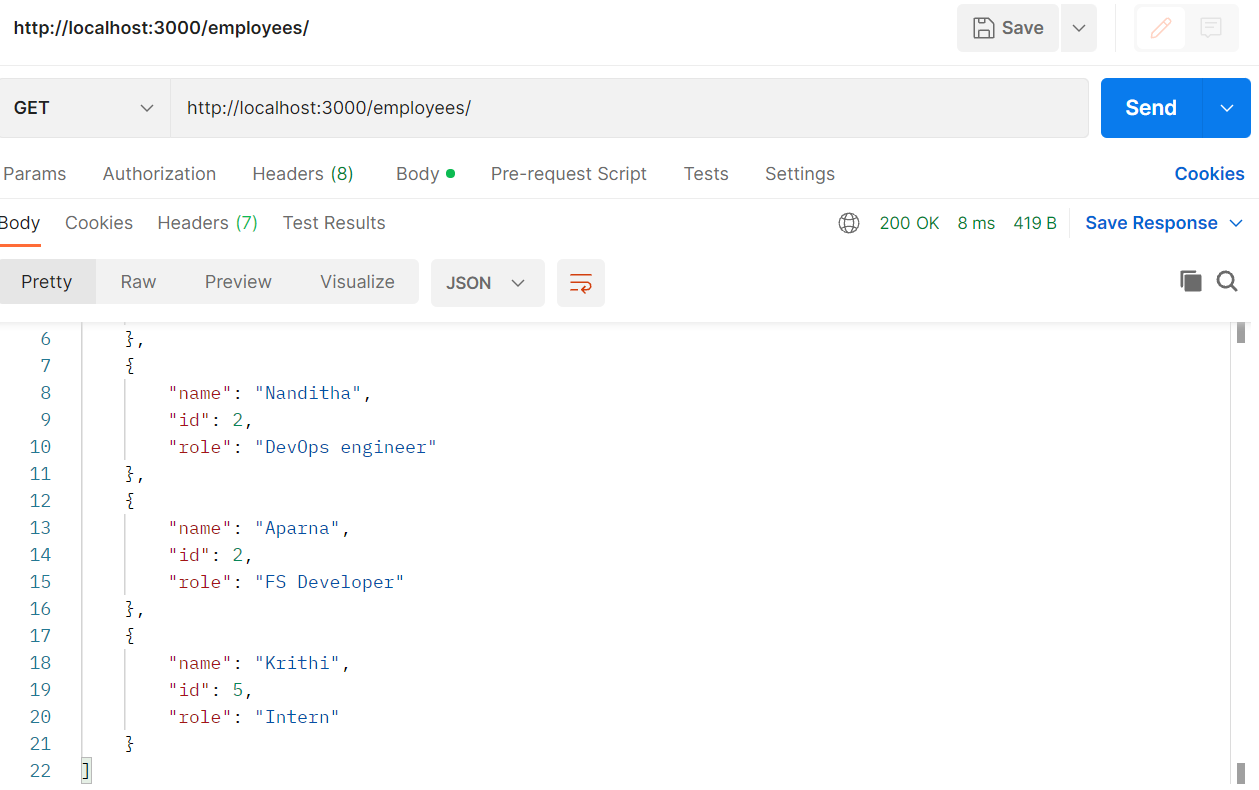 http://localhost:3000/employees/ Save
GET http://localhost:3000/employees/ Send
Params Authorization Headers (8) Body Pre-request Script Tests Settings Cookies
Body Cookies Headers (7) Test Results 200 OK 8 ms 419 B Save Response
Pretty Raw Preview Visualize JSON
6 },
7 {
8 "name": "Nanditha",
9 "id": 2,
10 "role": "DevOps engineer"
11 },
12 {
13 "name": "Aparna",
14 "id": 2,
15 "role": "FS Developer"
16 },
17 {
18 "name": "Krithi",
19 "id": 5,
20 "role": "Intern"
21 }
22 ]